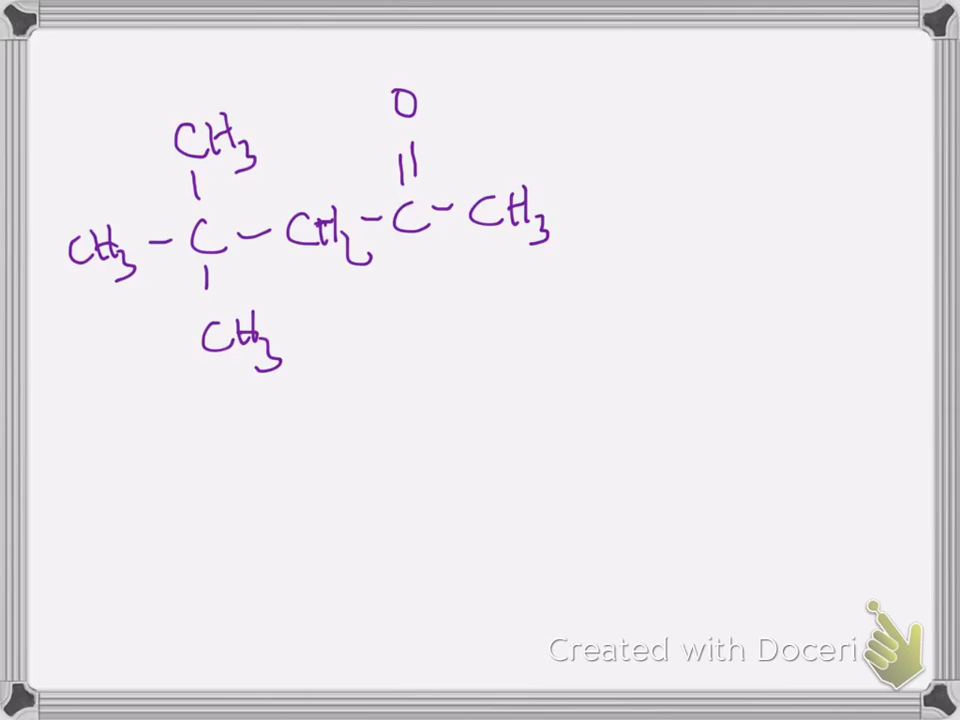 O
CH3
||
CH3 - C - CH2 - C - CH3
CH3
Created with Doceri